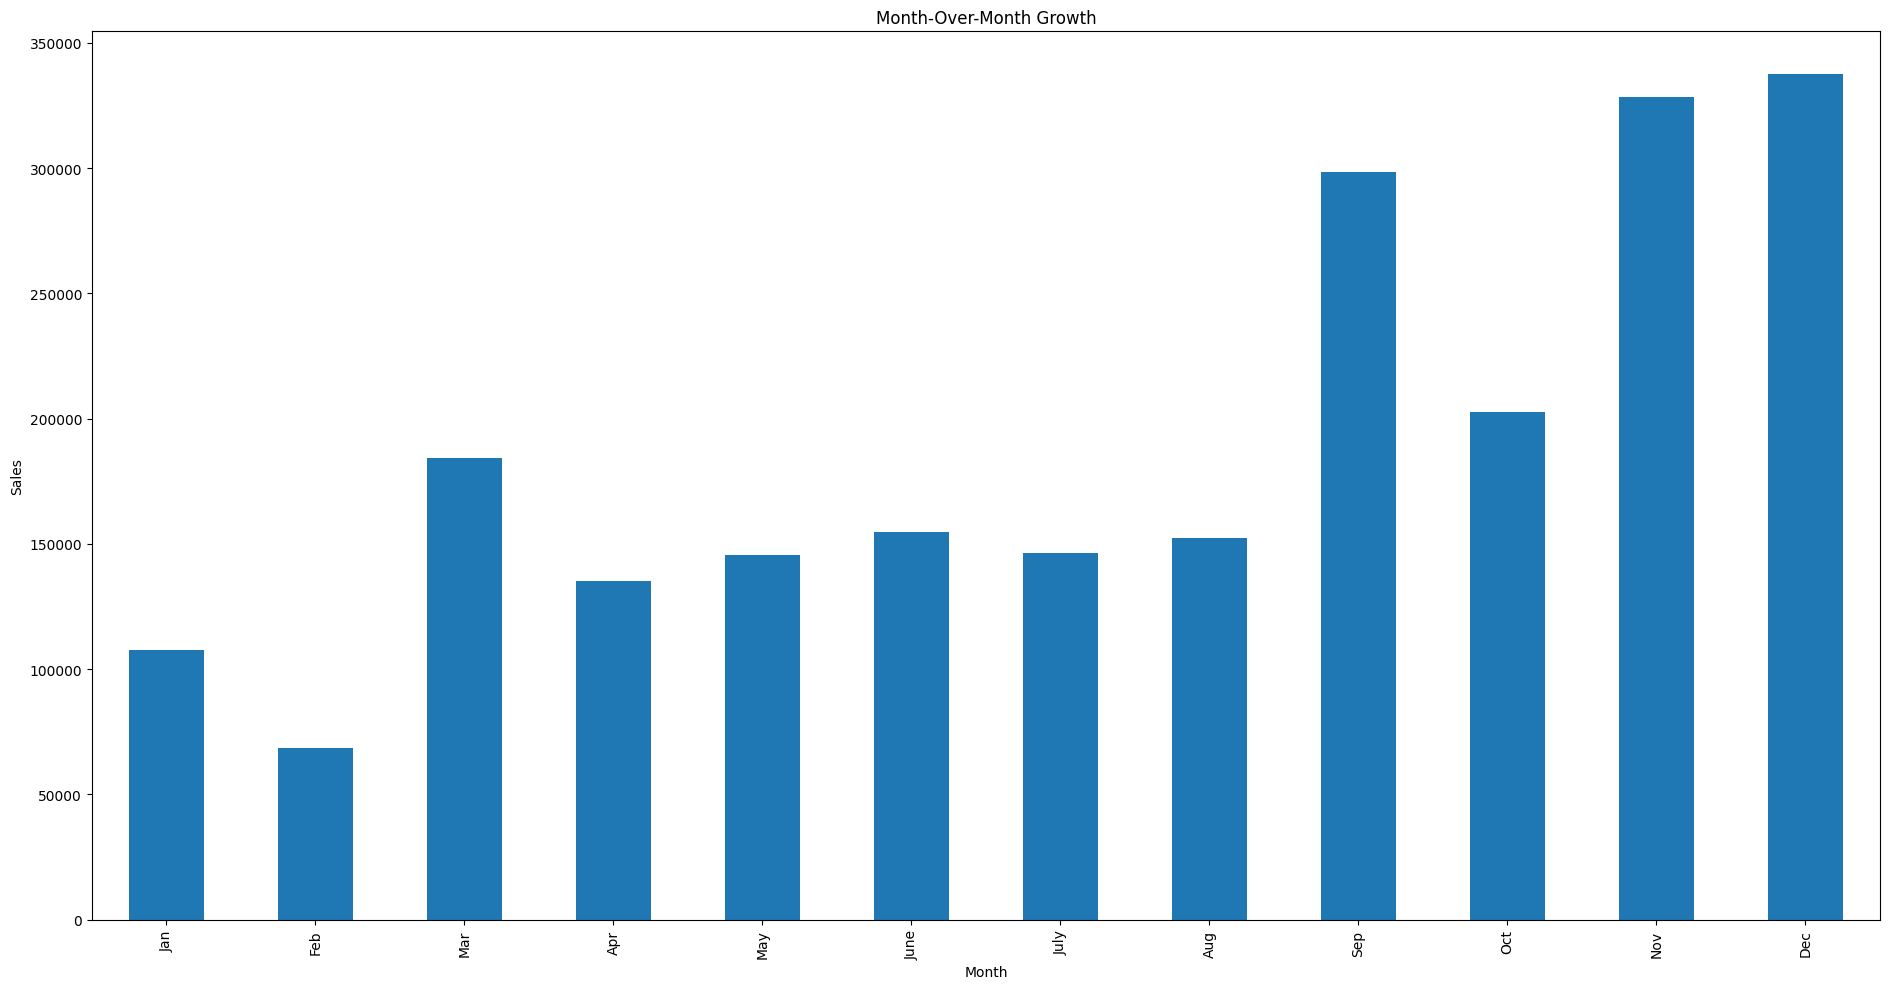 Month-Over-Month Growth
350000
300000
250000
200000
150000
100000
50000
0
Sales
Jan Feb Mar Apr May June July Aug Sep Oct Nov Dec
Month